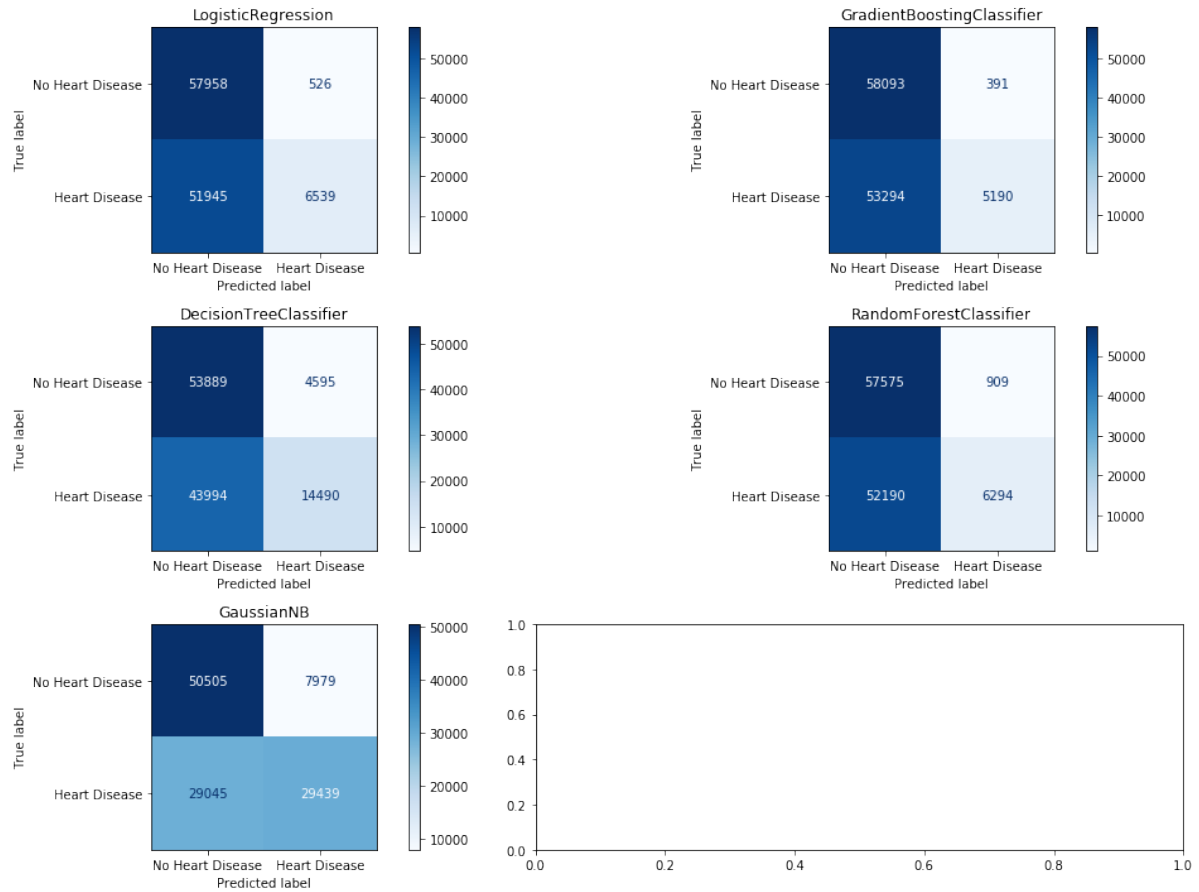 LogisticRegression
No Heart Disease
Heart Disease
True label
57958 526
51945 6539
No Heart Disease Heart Disease
Predicted label
50000
40000
30000
20000
10000
GradientBoostingClassifier
No Heart Disease
Heart Disease
True label
58093 391
53294 5190
No Heart Disease Heart Disease
Predicted label
50000
40000
30000
20000
10000
DecisionTreeClassifier
No Heart Disease
Heart Disease
True label
53889 4595
43994 14490
No Heart Disease Heart Disease
Predicted label
50000
40000
30000
20000
10000
RandomForestClassifier
No Heart Disease
Heart Disease
True label
57575 909
52190 6294
No Heart Disease Heart Disease
Predicted label
50000
40000
30000
20000
10000
GaussianNB
No Heart Disease
Heart Disease
True label
50505 7979
29045 29439
No Heart Disease Heart Disease
Predicted label
50000
40000
30000
20000
10000
1.0
0.8
0.6
0.4
0.2
0.0
0.0 0.2 0.4 0.6 0.8 1.0